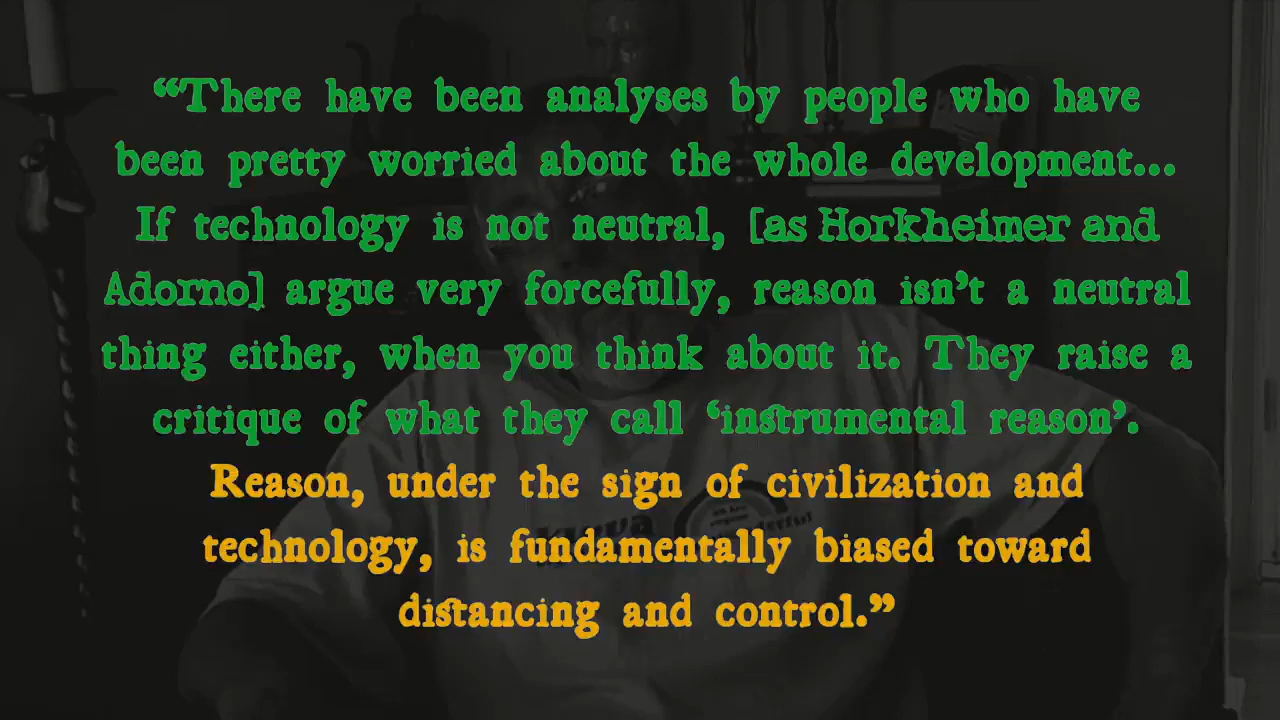 “There have been analyses by people who have
been pretty worried about the whole development...
If technology is not neutral, [as Horkheimer and
Adorno] argue very forcefully, reason isn’t a neutral
thing either, when you think about it. They raise a
critique of what they call ‘instrumental reason’.
Reason, under the sign of civilization and
technology, is fundamentally biased toward
distancing and control.”